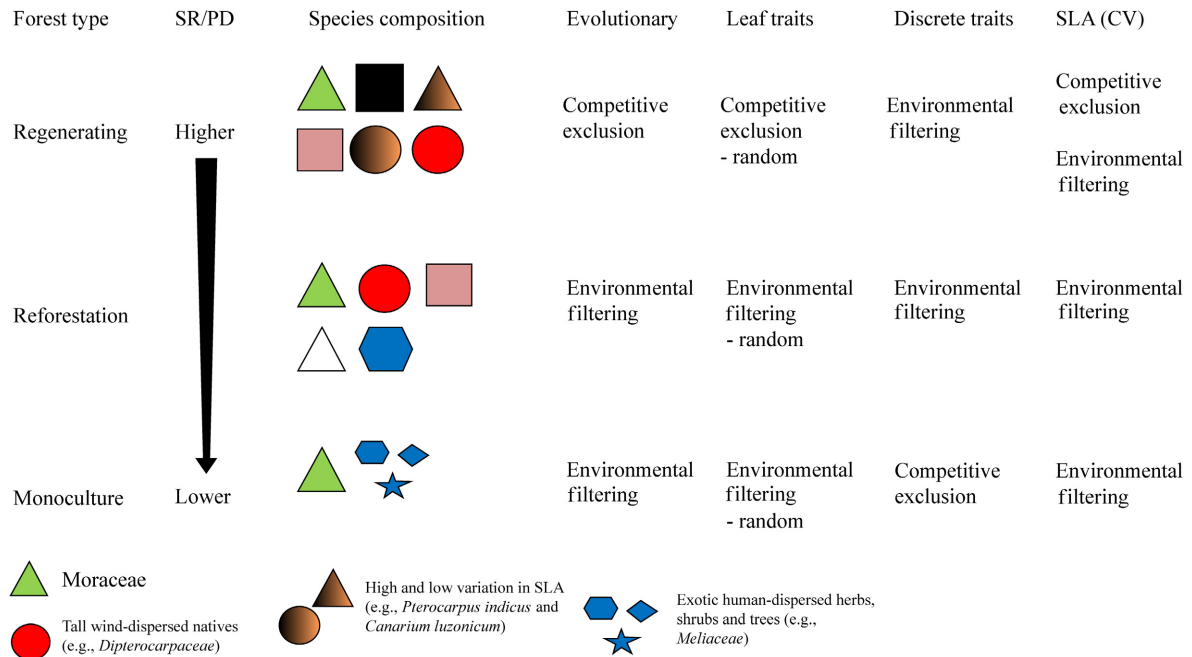 Forest type SR/PD Species composition Evolutionary Leaf traits Discrete traits SLA (CV)
Regenerating Higher
Competitive
exclusion
Competitive
exclusion
- random
Environmental
filtering
Competitive
exclusion
Environmental
filtering
Reforestation
Environmental
filtering
Environmental
filtering
- random
Environmental
filtering
Environmental
filtering
Monoculture Lower
Environmental
filtering
Environmental
filtering
- random
Competitive
exclusion
Environmental
filtering
Moraceae
Tall wind-dispersed natives
(e.g., Dipterocarpaceae)
High and low variation in SLA
(e.g., Pterocarpus indicus and
Canarium luzonicum)
Exotic human-dispersed herbs,
shrubs and trees (e.g.,
Meliaceae)